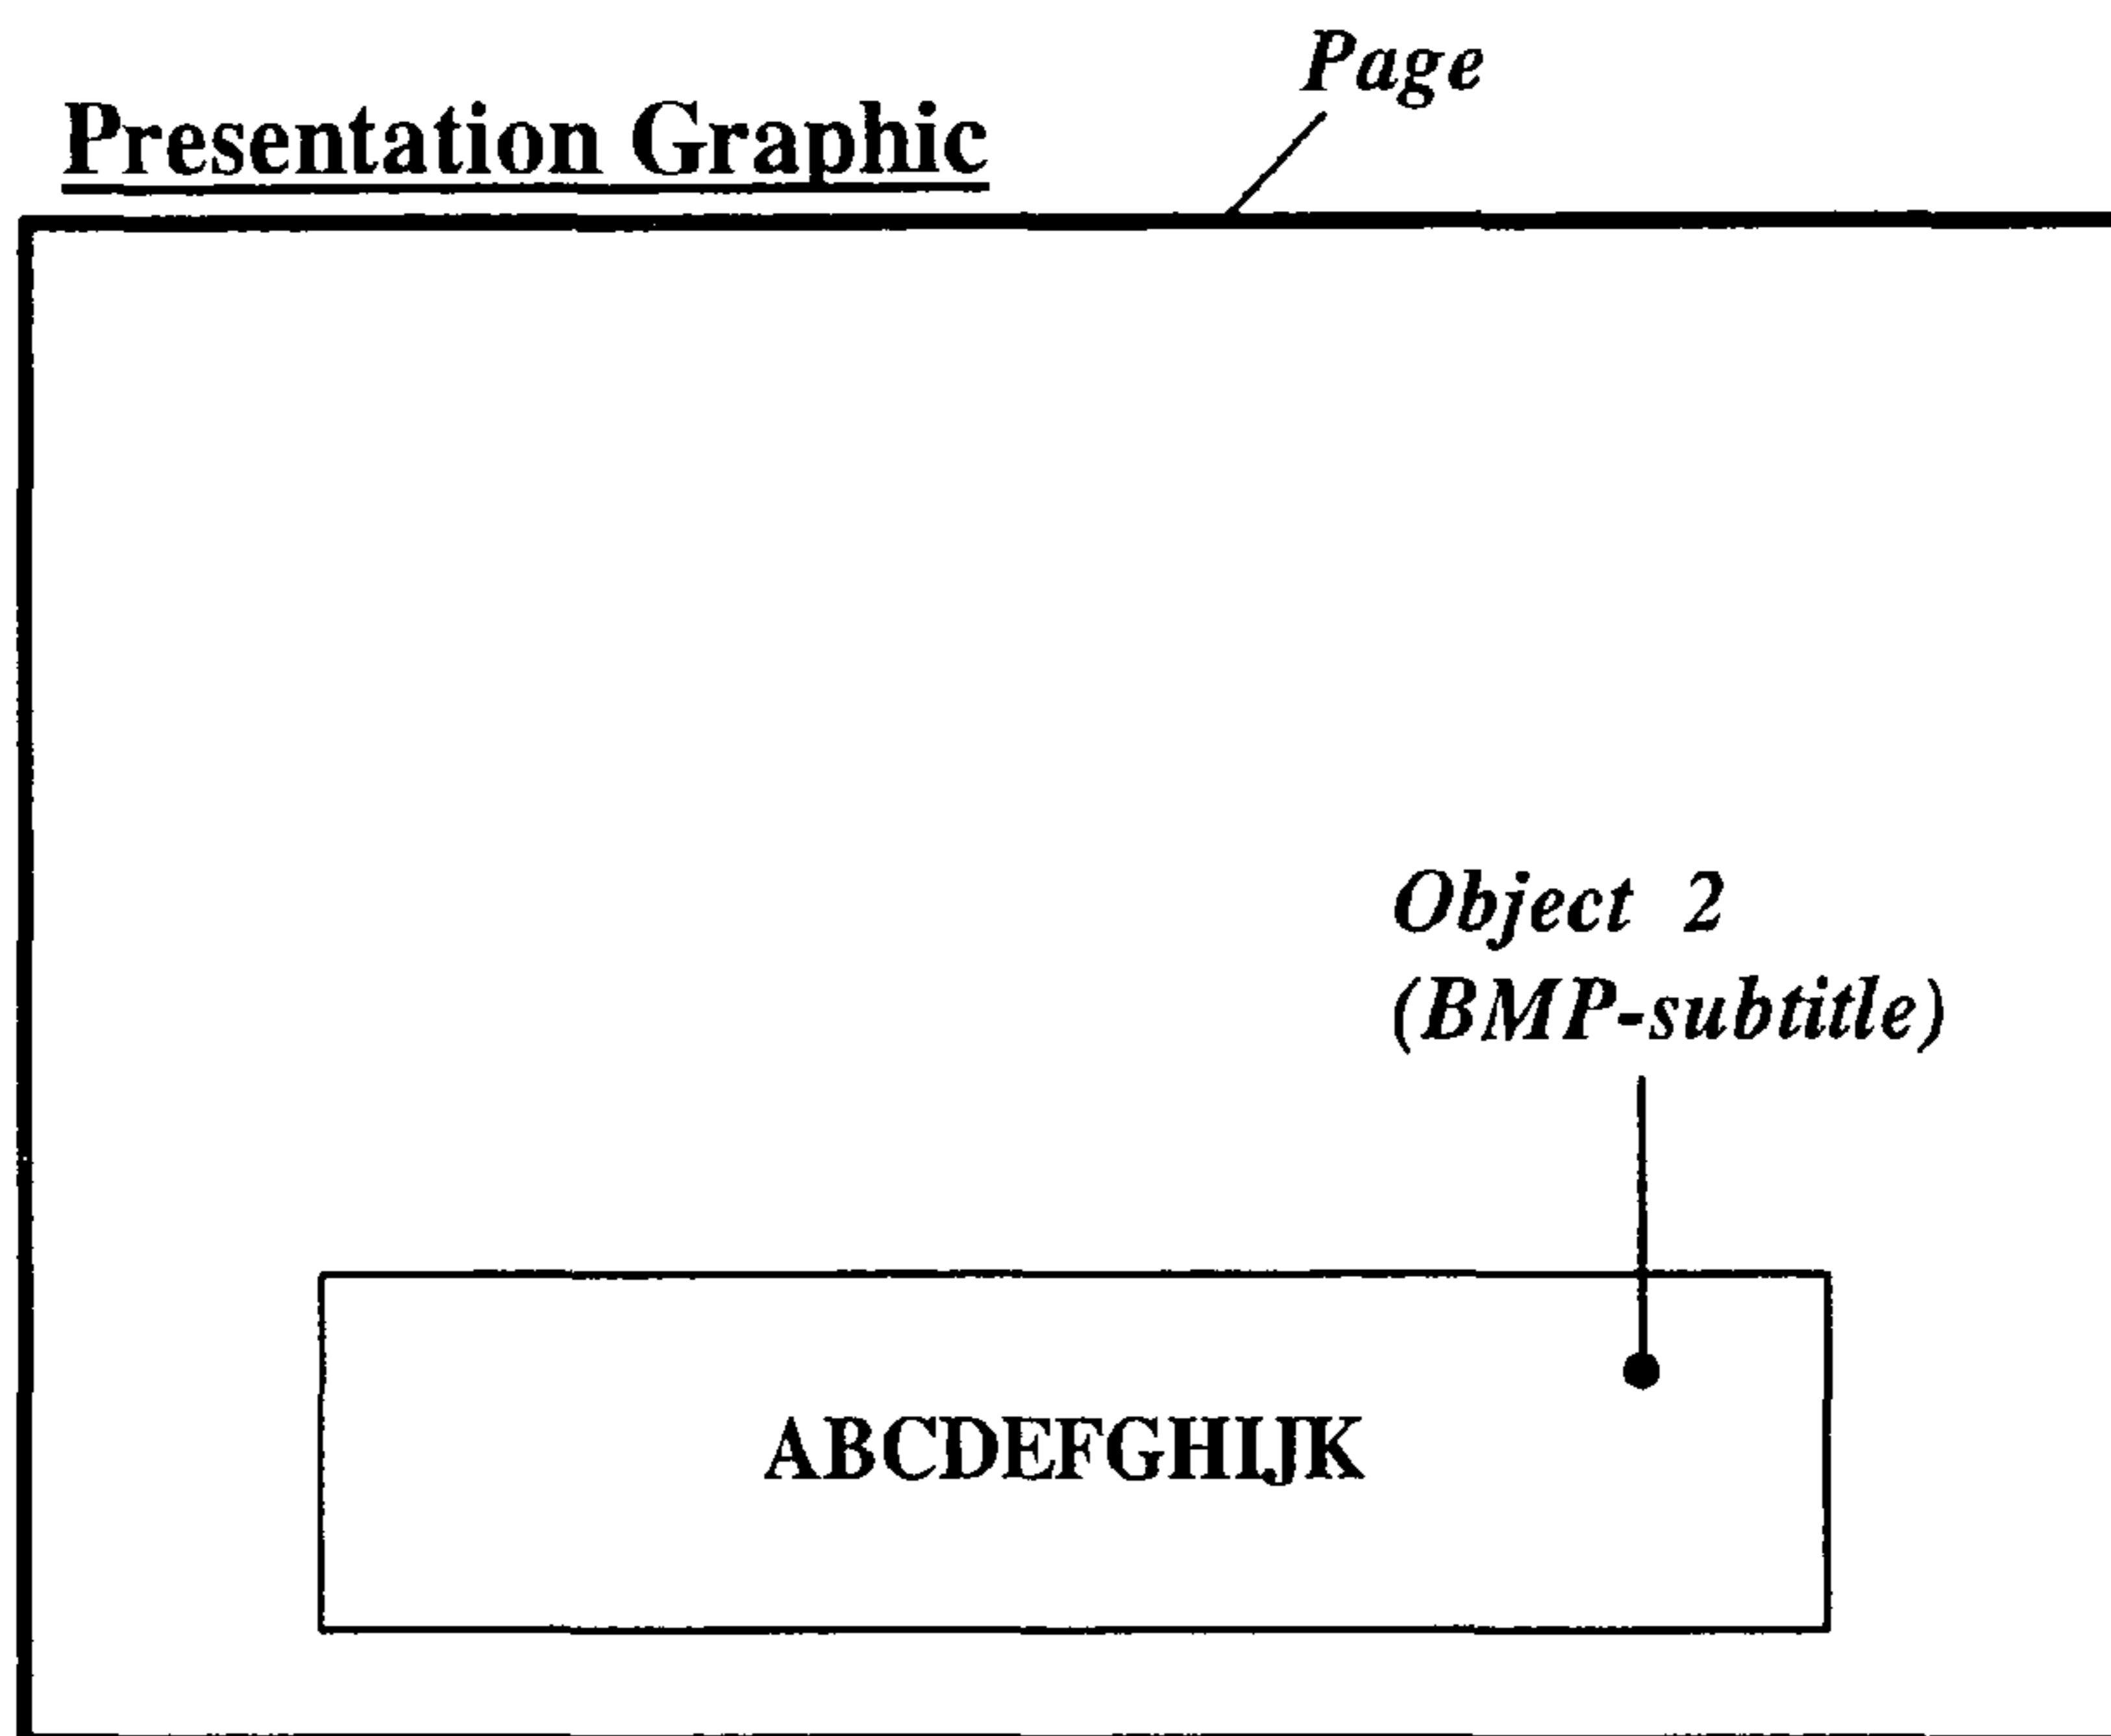 Page
Presentation Graphic
Object 2
(BMP-subtitle)
ABCDEFGHIJK